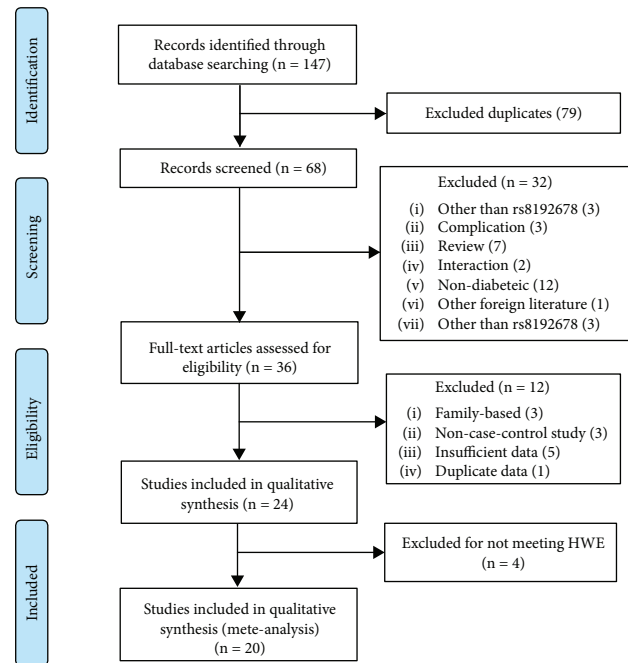 Identification
Records identified through
database searching (n = 147)
Excluded duplicates (79)
Records screened (n = 68)
Screening
Excluded (n = 32)
(i) Other than rs8192678 (3)
(ii) Complication (3)
(iii) Review (7)
(iv) Interaction (2)
(v) Non-diabeteic (12)
(vi) Other foreign literature (1)
(vii) Other than rs8192678 (3)
Full-text articles assessed for
eligibility (n = 36)
Eligibility
Excluded (n = 12)
(i) Family-based (3)
(ii) Non-case-control study (3)
(iii) Insufficient data (5)
(iv) Duplicate data (1)
Studies included in qualitative
synthesis (n = 24)
Excluded for not meeting HWE
(n = 4)
Included
Studies included in qualitative
synthesis (mete-analysis)
(n = 20)